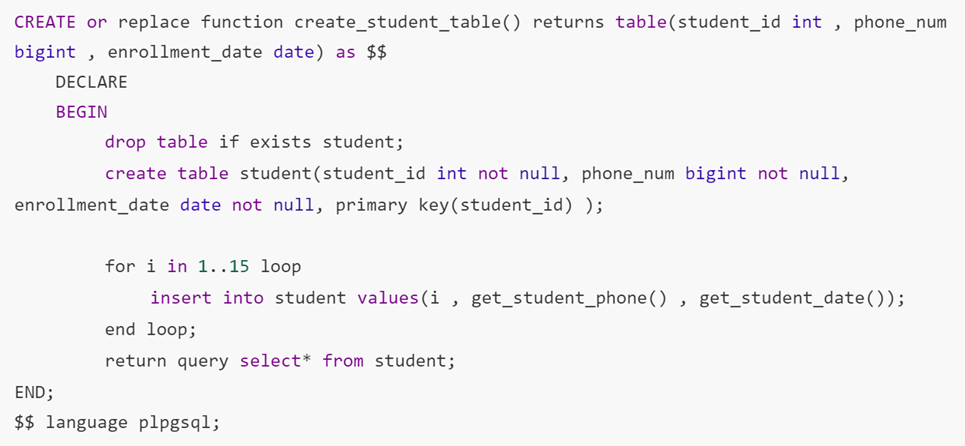 CREATE or replace function create_student_table() returns table(student_id int , phone_num
bigint , enrollment_date date) as $$
DECLARE
BEGIN
drop table if exists student;
create table student(student_id int not null, phone_num bigint not null,
enrollment_date date not null, primary key(student_id) );
for i in 1..15 loop
insert into student values(i , get_student_phone() , get_student_date());
end loop;
return query select* from student;
END;
$$ language plpgsql;